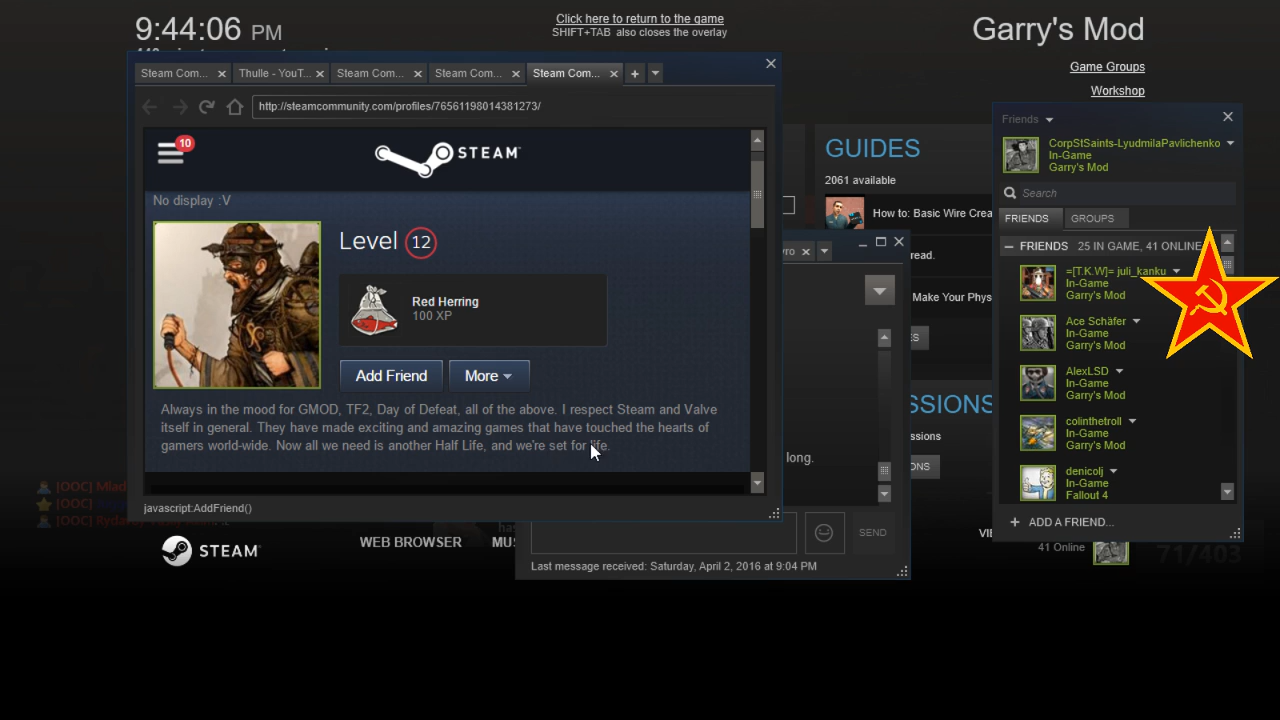 9:44:06 PM
Click here to return to the game
SHIFT+TAB also closes the overlay
Garry's Mod
Game Groups
Workshop
Steam Com...
Thulle - YouT...
Steam Com...
Steam Com...
Steam Com...
http://steamcommunity.com/profiles/76561198014381273/
10
STEAM
No display :V
Level 12
Red Herring
100 XP
Add Friend
More
Always in the mood for GMOD, TF2, Day of Defeat, all of the above. I respect Steam and Valve
itself in general. They have made exciting and amazing games that have touched the hearts of
gamers world-wide. Now all we need is another Half Life, and we're set for life.
javascript:AddFriend()
GUIDES
2061 available
How to: Basic Wire Crea
read.
Make Your Phys
ES
SSIONS
ssions
ONS
long.
SEND
Last message received: Saturday, April 2, 2016 at 9:04 PM
Friends
CorpStSaints-LyudmilaPavlichenko
In-Game
Garry's Mod
Search
FRIENDS
GROUPS
FRIENDS 25 IN GAME, 41 ONLINE
=[T.K.W]= juli_kanku
In-Game
Garry's Mod
Ace Schäfer
In-Game
Garry's Mod
AlexLSD
In-Game
Garry's Mod
colinthetroll
In-Game
Garry's Mod
denicolj
In-Game
Fallout 4
+ ADD A FRIEND...
[OOC] Mlad
[OOC]
[OOC]
STEAM
WEB BROWSER
MUS
VIE
41 Online
71/403